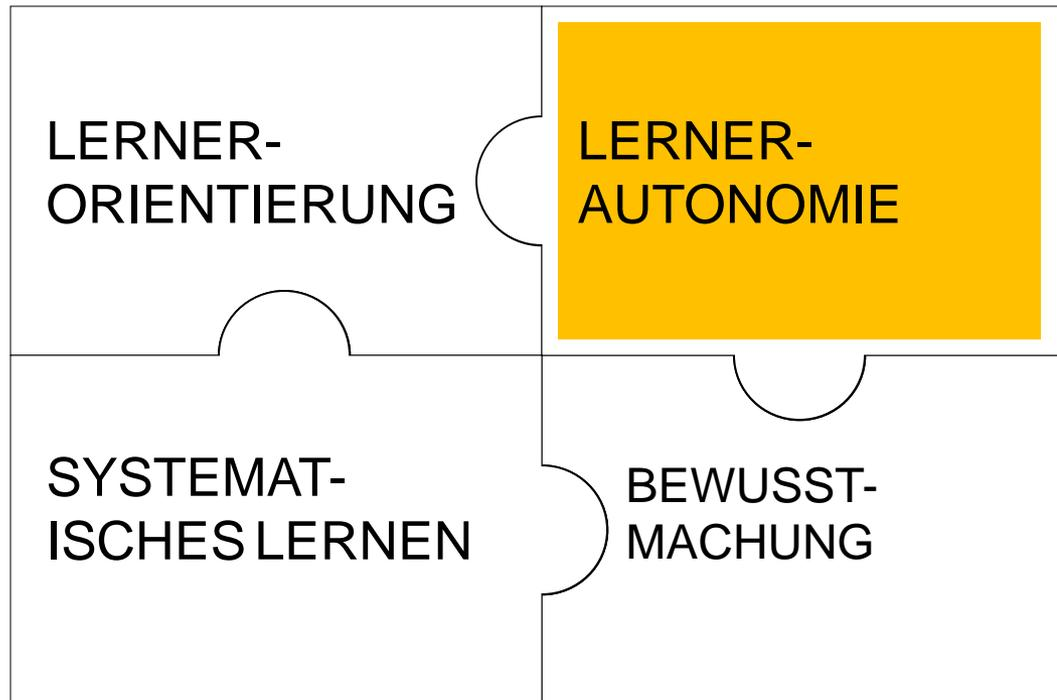 LERNER-
ORIENTIERUNG
LERNER-
AUTONOMIE
SYSTEMAT-
ISCHES LERNEN
BEWUSST-
MACHUNG